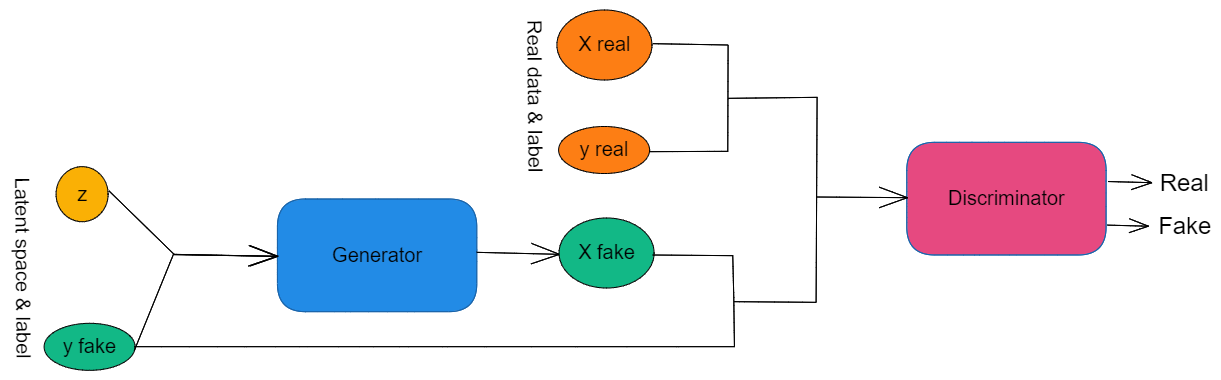 Latent space & label
z
y fake
Generator
Real data & label
X real
y real
X fake
Discriminator
Real
Fake